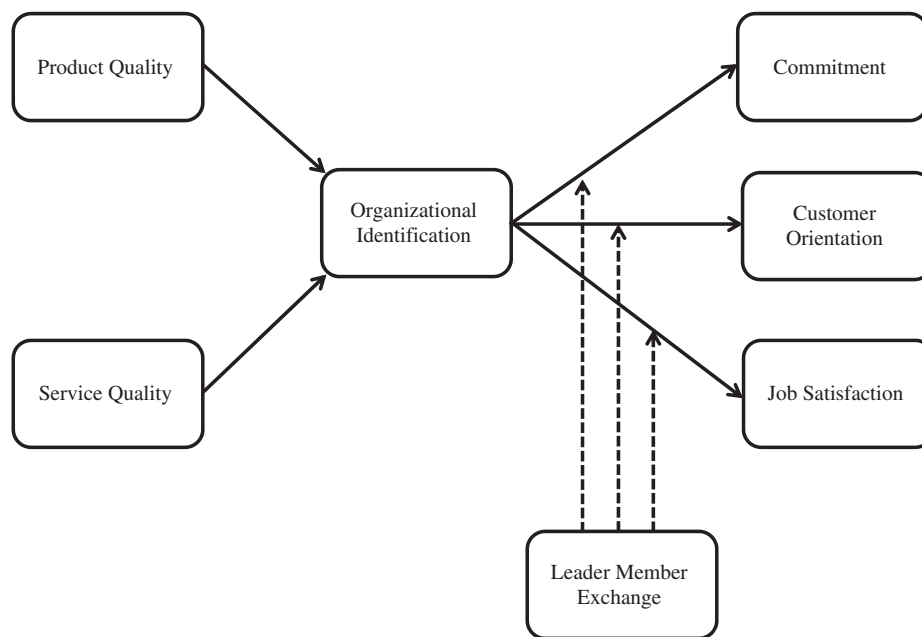 Product Quality
Commitment
Organizational
Identification
Customer
Orientation
Service Quality
Job Satisfaction
Leader Member
Exchange